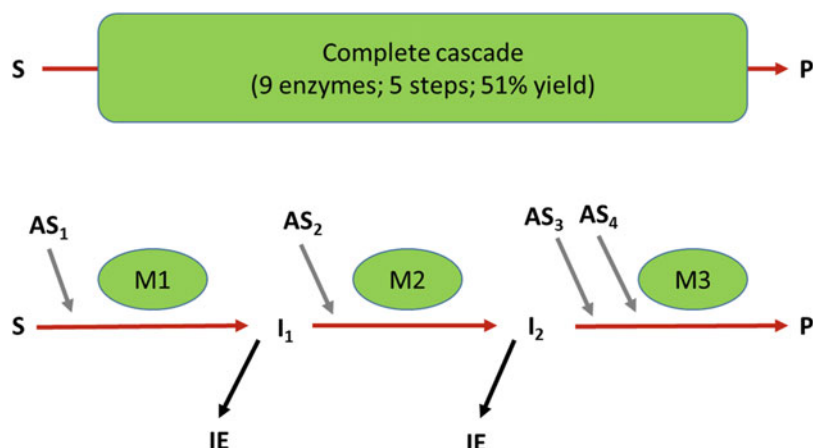 Complete cascade
S (9 enzymes; 5 steps; 51% yield) P
AS₁ AS₂ AS₃ AS₄
M1 M2 M3
S I₁ I₂ P
IE IE